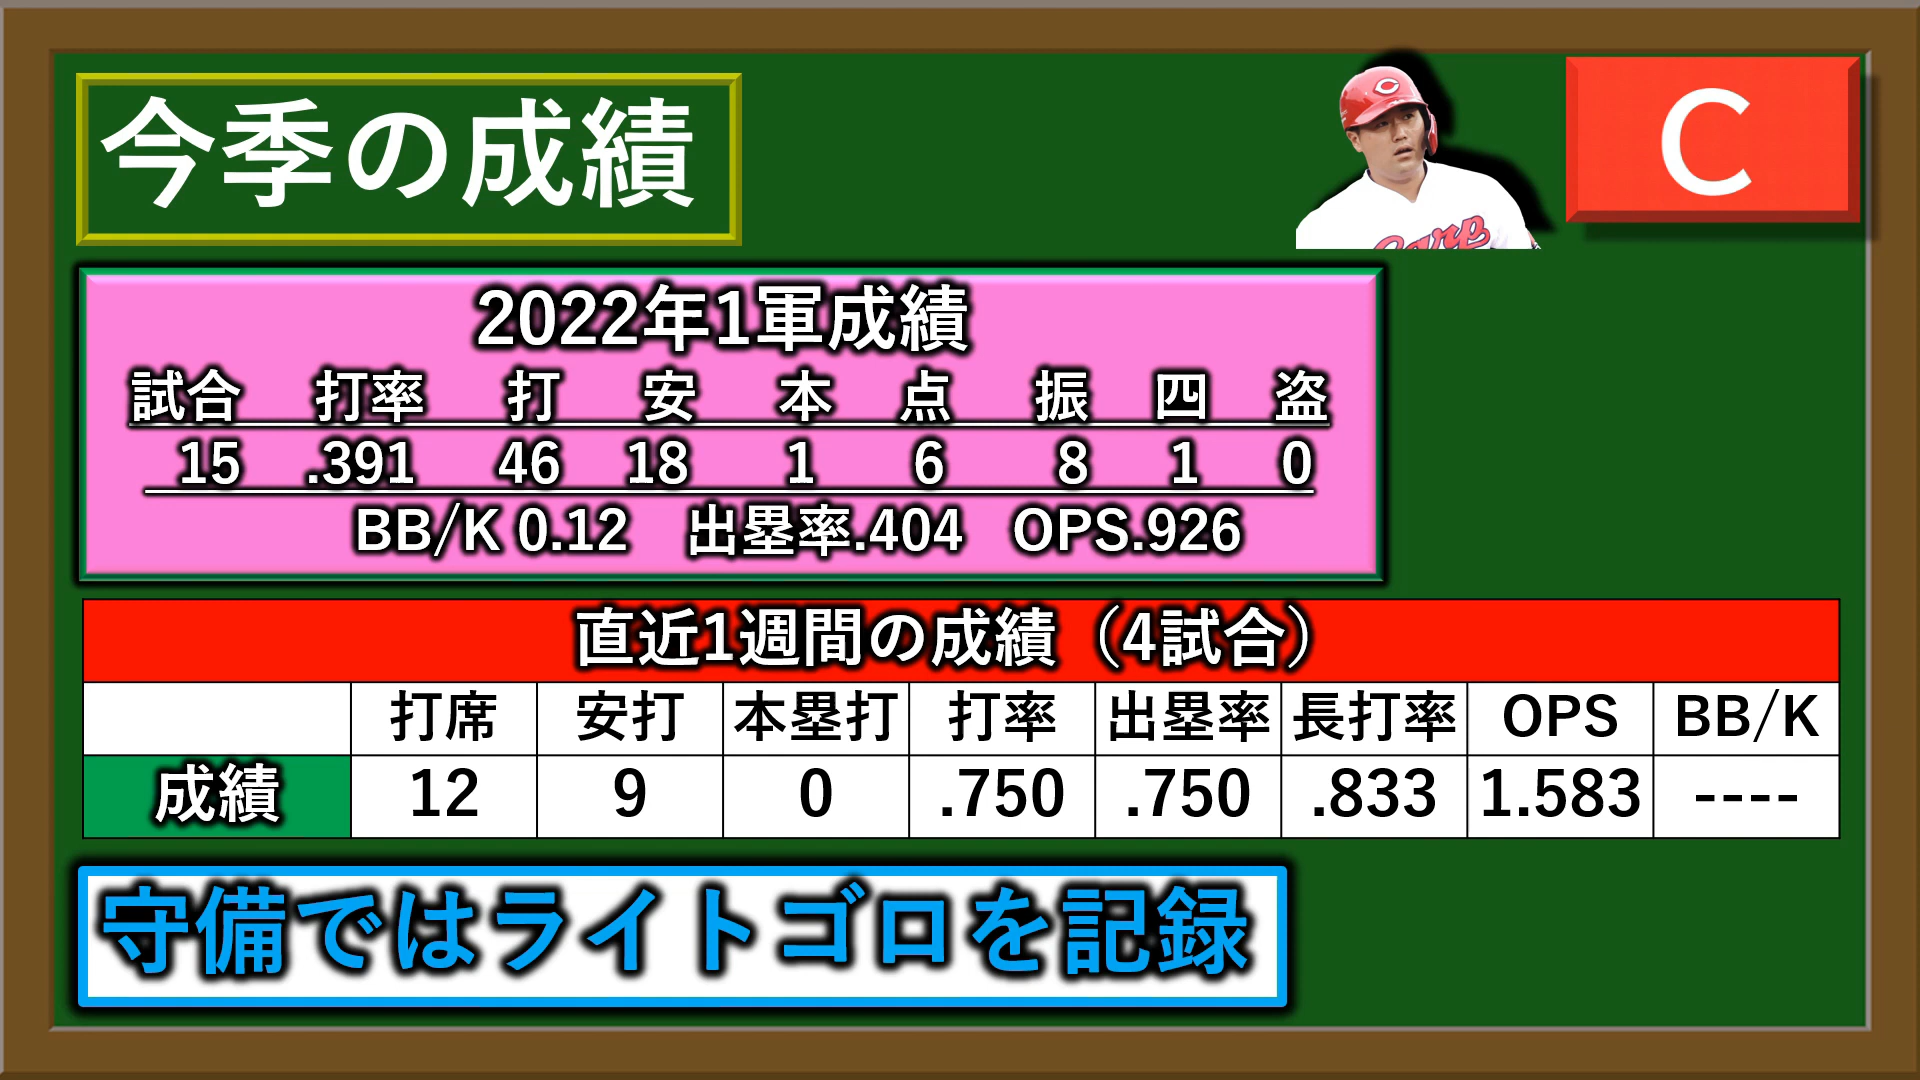 今季の成績
C
C
Carp
2022年1軍成績
試合 打率 打 安 本 点 振 四 盗
15 .391 46 18 1 6 8 1 0
BB/K 0.12 出塁率.404 OPS.926
直近1週間の成績（4試合）
打席 安打 本塁打 打率 出塁率 長打率 OPS BB/K
成績 12 9 0 .750 .750 .833 1.583 ----
守備ではライトゴロを記録